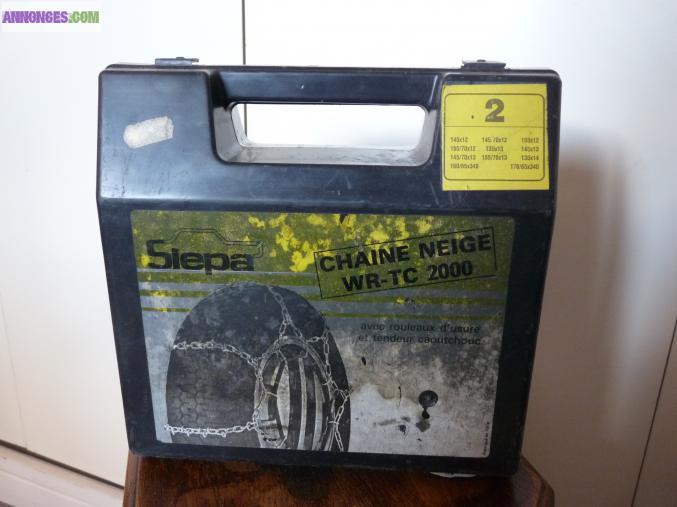 ANNONCES.COM
2
145x12 145/70x12 155x12
155/70x12 135x13 145x13
145/70x13 155/70x13 135x14
160/65x340 170/65x340
Siepa
CHAINE NEIGE
WR-TC 2000
avec rouleaux d'usure
et tendeur caoutchouc